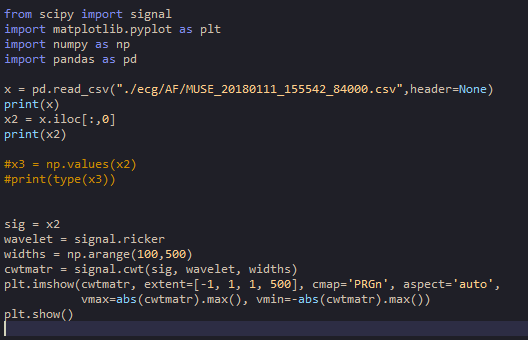 from scipy import signal
import matplotlib.pyplot as plt
import numpy as np
import pandas as pd
x = pd.read_csv("./ecg/AF/MUSE_20180111_155542_84000.csv",header=None)
print(x)
x2 = x.iloc[:,0]
print(x2)
#x3 = np.values(x2)
#print(type(x3))
sig = x2
wavelet = signal.ricker
widths = np.arange(100,500)
cwtmatr = signal.cwt(sig, wavelet, widths)
plt.imshow(cwtmatr, extent=[-1, 1, 1, 500], cmap='PRGn', aspect='auto',
           vmax=abs(cwtmatr).max(), vmin=-abs(cwtmatr).max())
plt.show()